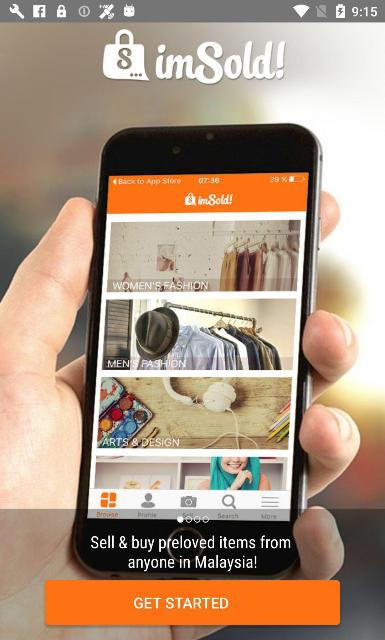 9:15
imSold!
Back to App Store 07:36 29 %
imSold!
WOMEN'S FASHION
MEN'S FASHION
ARTS & DESIGN
Browse Profile Sell Search More
Sell & buy preloved items from
anyone in Malaysia!
GET STARTED